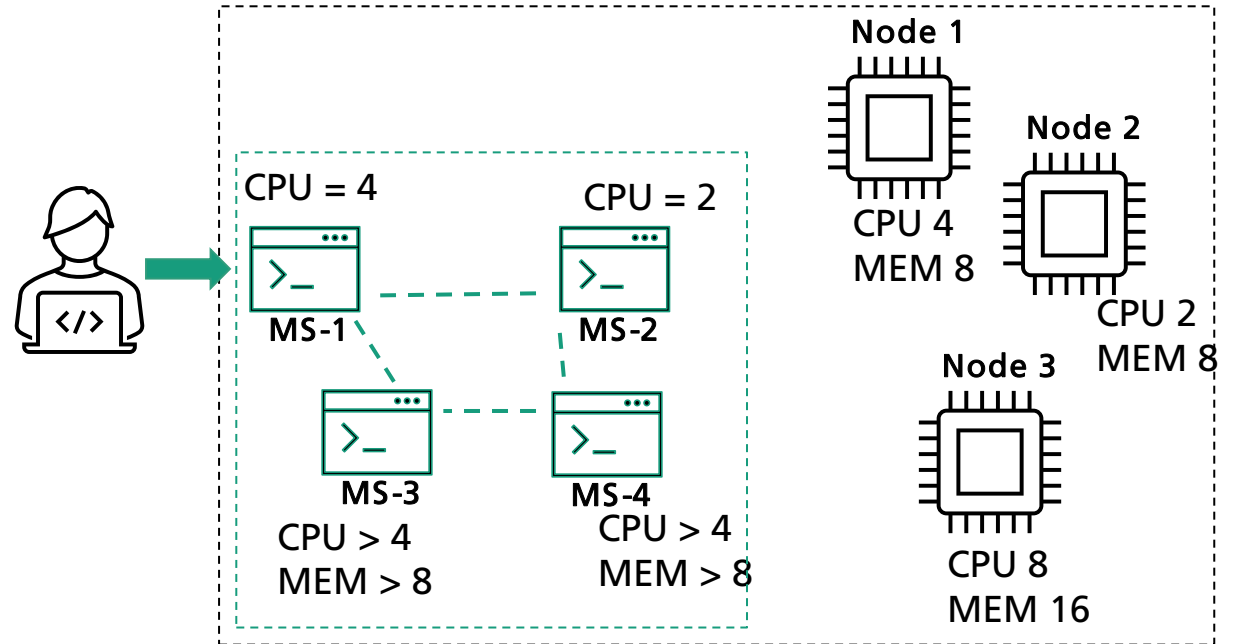 Node 1
CPU 4
MEM 8
Node 2
CPU 2
MEM 8
Node 3
CPU 8
MEM 16
CPU = 4
>_
MS-1
CPU = 2
>_
MS-2
>_
MS-3
CPU > 4
MEM > 8
>_
MS-4
CPU > 4
MEM > 8
</>